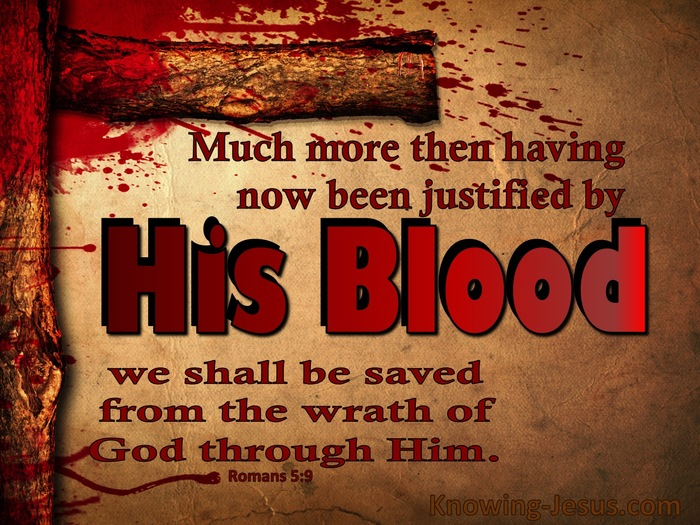 Much more then having
now been justified by
His Blood
we shall be saved
from the wrath of
God through Him.
Romans 5:9
Knowing-Jesus.com